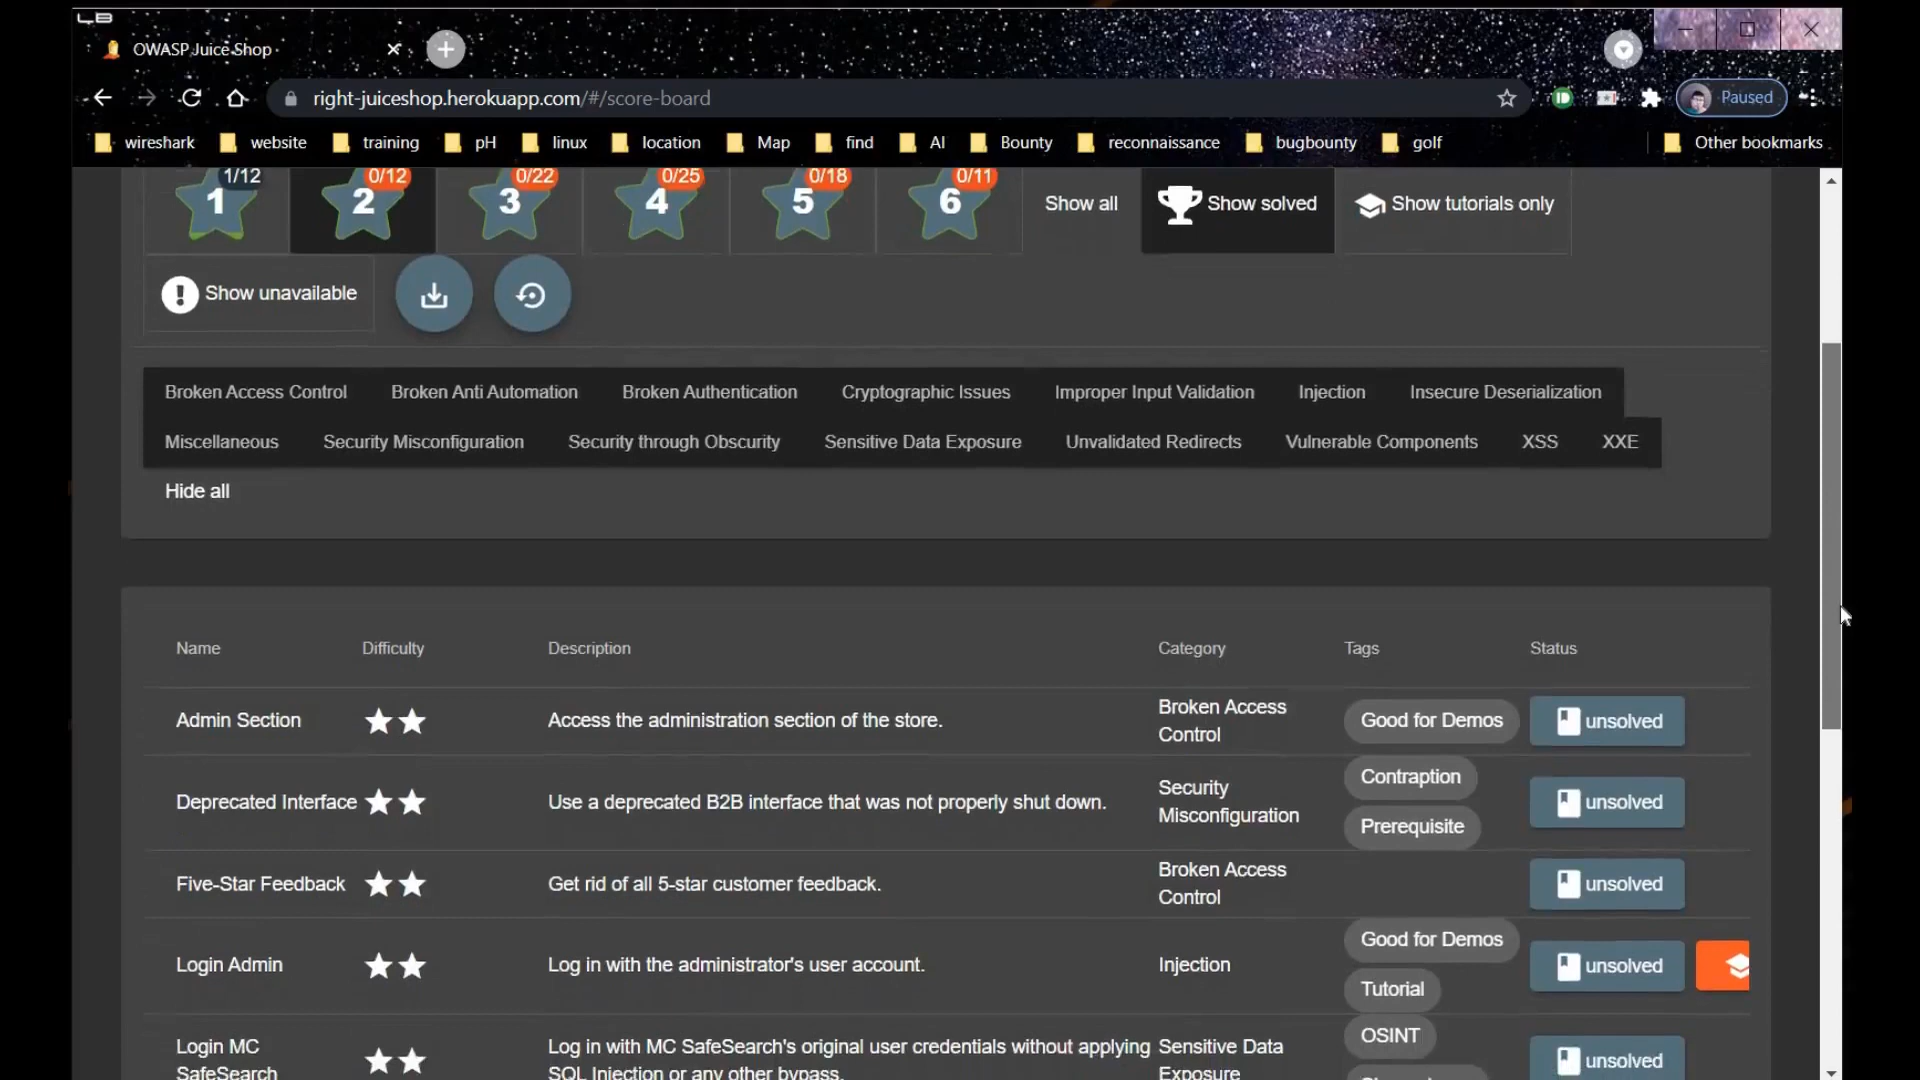 OWASP Juice Shop
right-juiceshop.herokuapp.com/#/score-board
Paused
wireshark website training pH linux location Map find AI Bounty reconnaissance bugbounty golf Other bookmarks
1/12 0/12 0/22 0/25 0/18 0/11
1 2 3 4 5 6 Show all Show solved Show tutorials only
Show unavailable
Broken Access Control Broken Anti Automation Broken Authentication Cryptographic Issues Improper Input Validation Injection Insecure Deserialization
Miscellaneous Security Misconfiguration Security through Obscurity Sensitive Data Exposure Unvalidated Redirects Vulnerable Components XSS XXE
Hide all
Name Difficulty Description Category Tags Status
Admin Section Access the administration section of the store. Broken Access
Control Good for Demos unsolved
Deprecated Interface Use a deprecated B2B interface that was not properly shut down. Security
Misconfiguration Contraption
Prerequisite unsolved
Five-Star Feedback Get rid of all 5-star customer feedback. Broken Access
Control unsolved
Login Admin Log in with the administrator's user account. Injection Good for Demos
Tutorial unsolved
Login MC Log in with MC SafeSearch's original user credentials without applying Sensitive Data OSINT unsolved
SafeSearch SQL Injection or any other bypass. Exposure